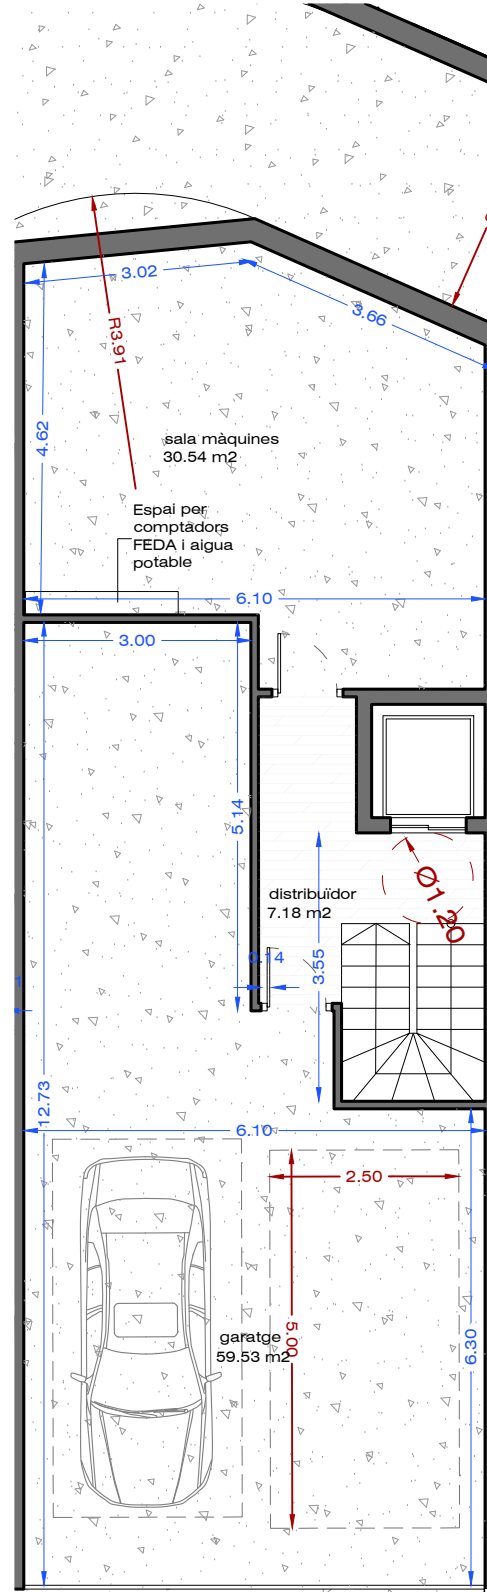 3.02
3.66
R3.91
4.62
sala màquines
30.54 m2
Espai per
comptadors
FEDA i aigua
potable
6.10
3.00
5.14
distribuïdor
7.18 m2
Ø1.20
0.14
3.55
12.73
6.10
2.50
garatge
59.53 m2
5.00
6.30